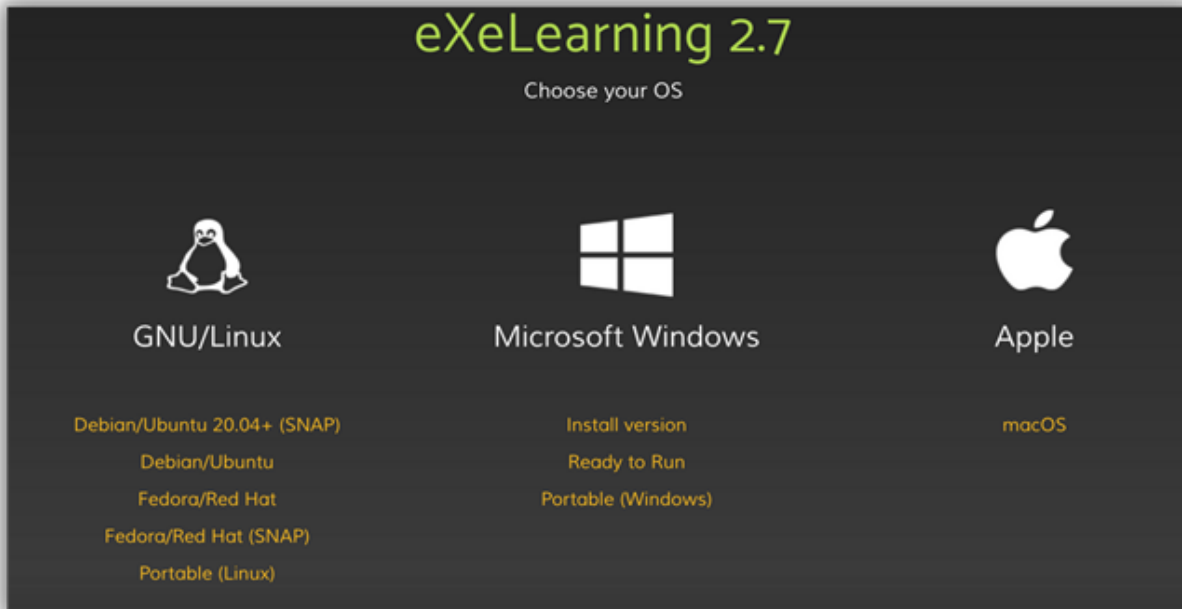 eXeLearning 2.7
Choose your OS
GNU/Linux
Debian/Ubuntu 20.04+ (SNAP)
Debian/Ubuntu
Fedora/Red Hat
Fedora/Red Hat (SNAP)
Portable (Linux)
Microsoft Windows
Install version
Ready to Run
Portable (Windows)
Apple
macOS